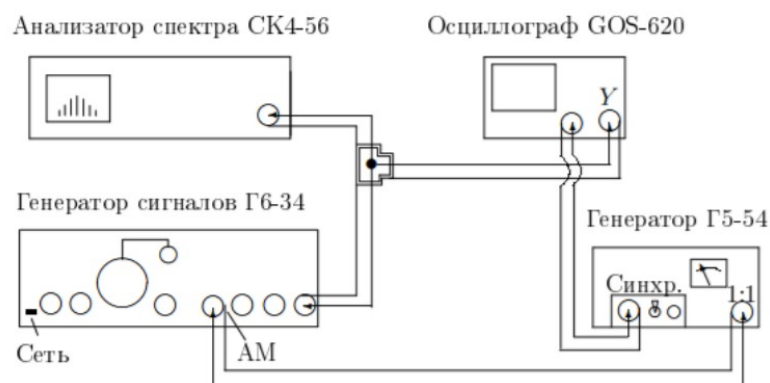 Анализатор спектра СК4-56
Осциллограф GOS-620
Y
Генератор сигналов Г6-34
Генератор Г5-54
Синхр.
1:1
Сеть
АМ